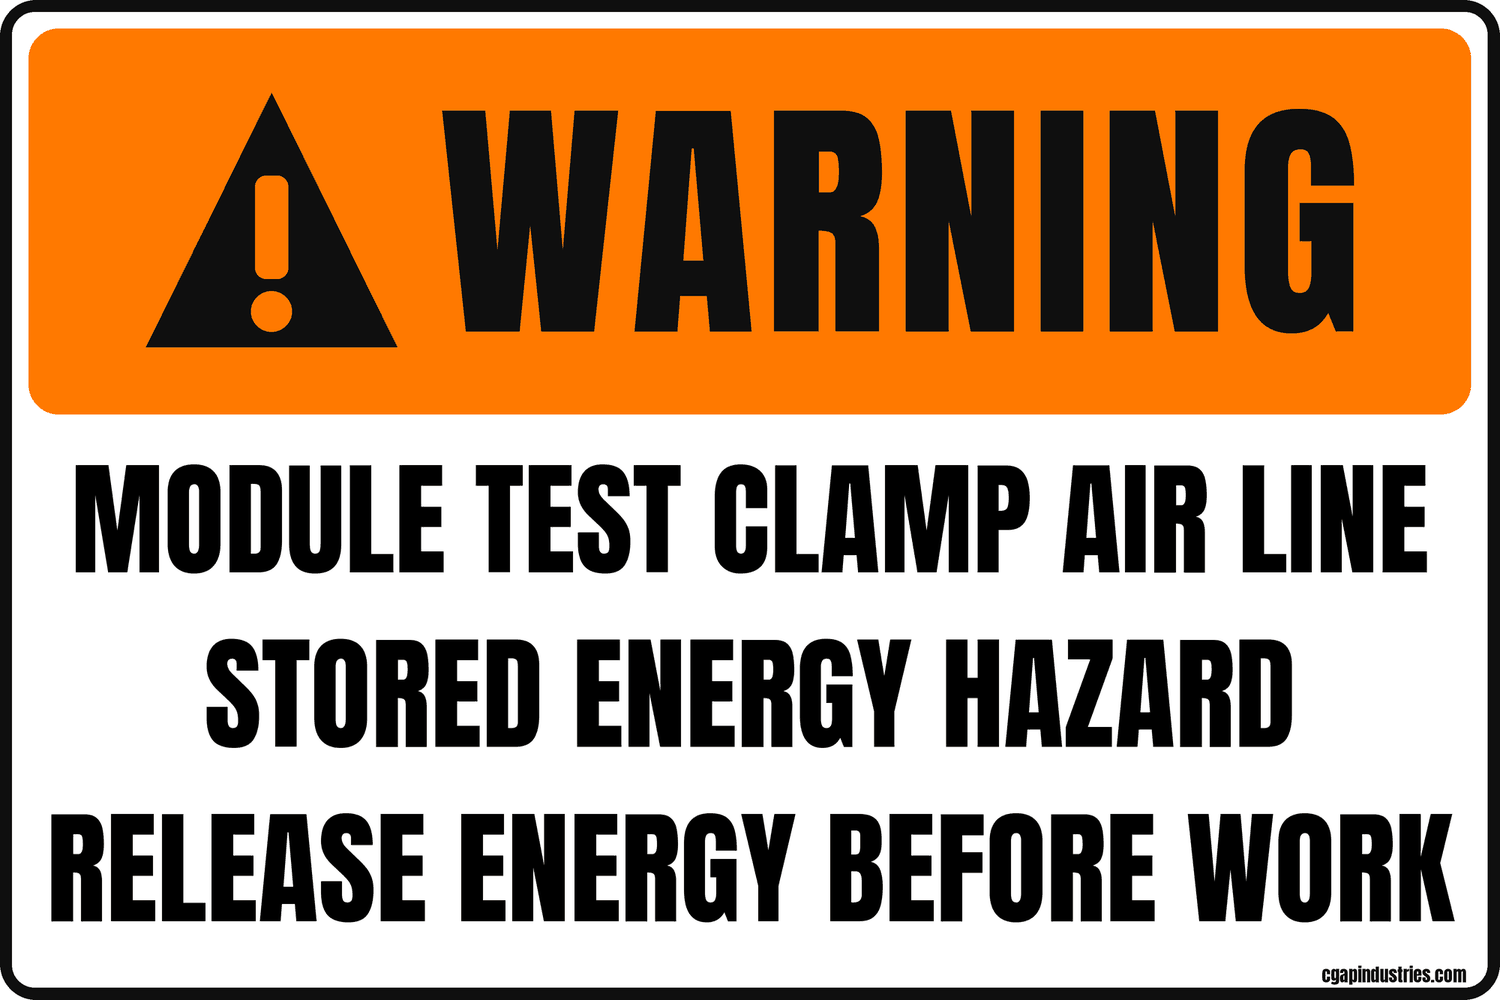 WARNING
MODULE TEST CLAMP AIR LINE
STORED ENERGY HAZARD
RELEASE ENERGY BEFORE WORK
cgapindustries.com